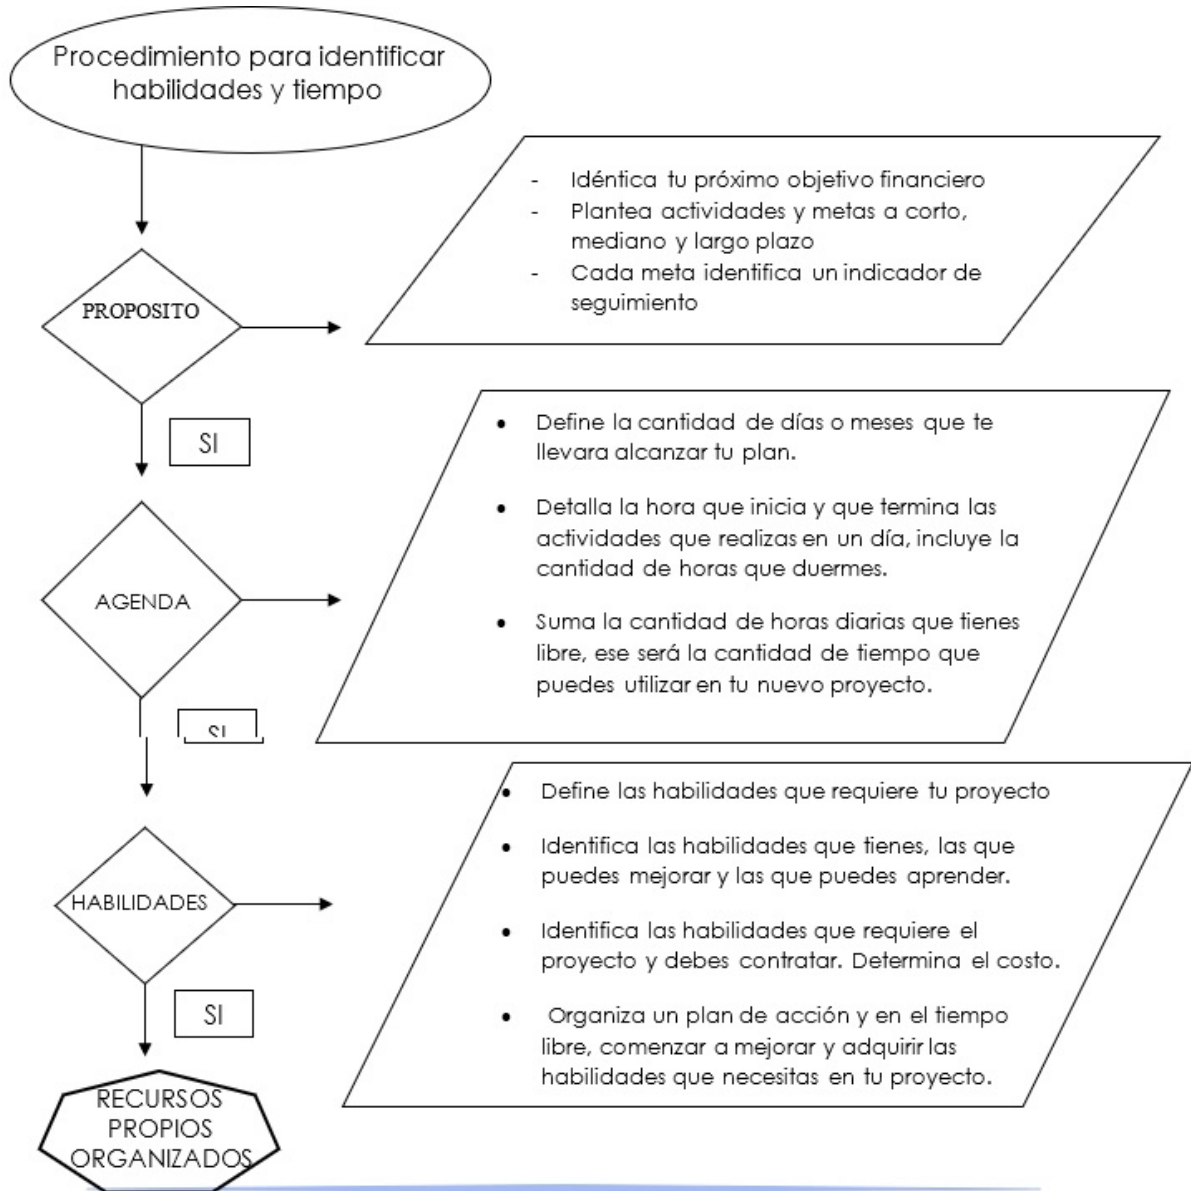 Procedimiento para identificar
habilidades y tiempo
- Idéntica tu próximo objetivo financiero
- Plantea actividades y metas a corto,
mediano y largo plazo
- Cada meta identifica un indicador de
seguimiento
PROPOSITO
SI
• Define la cantidad de días o meses que te
llevara alcanzar tu plan.
• Detalla la hora que inicia y que termina las
actividades que realizas en un día, incluye la
cantidad de horas que duermes.
• Suma la cantidad de horas diarias que tienes
libre, ese será la cantidad de tiempo que
puedes utilizar en tu nuevo proyecto.
AGENDA
SI
• Define las habilidades que requiere tu proyecto
• Identifica las habilidades que tienes, las que
puedes mejorar y las que puedes aprender.
• Identifica las habilidades que requiere el
proyecto y debes contratar. Determina el costo.
• Organiza un plan de acción y en el tiempo
libre, comenzar a mejorar y adquirir las
habilidades que necesitas en tu proyecto.
HABILIDADES
SI
RECURSOS
PROPIOS
ORGANIZADOS